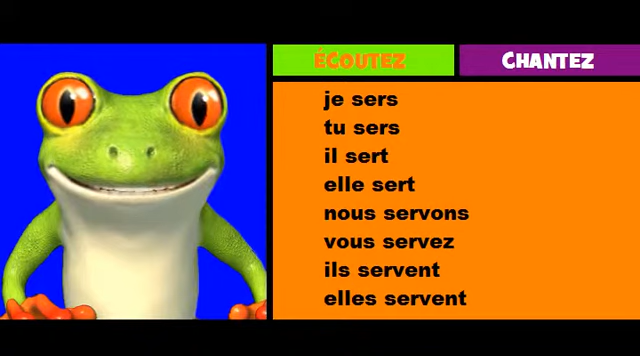 ÉCOUTEZ CHANTEZ
je sers
tu sers
il sert
elle sert
nous servons
vous servez
ils servent
elles servent